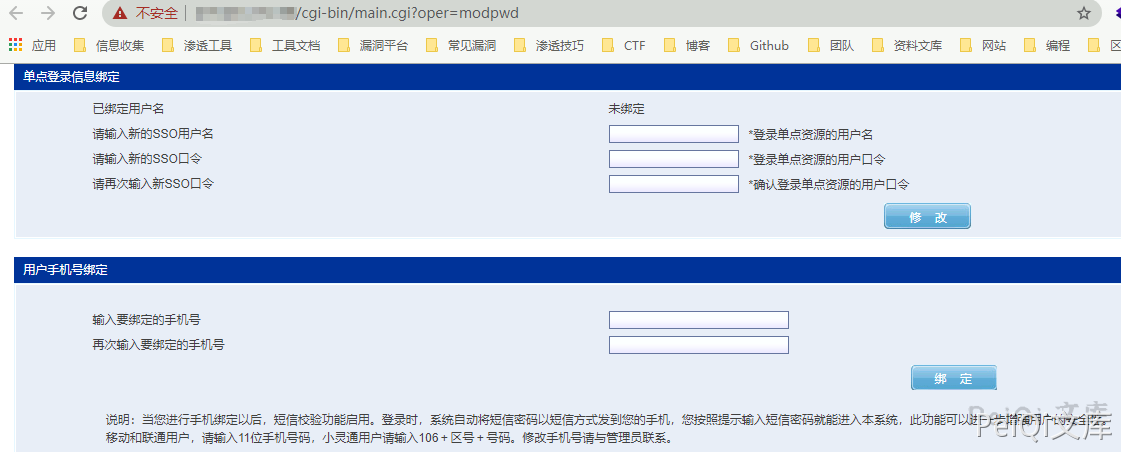 不安全 /cgi-bin/main.cgi?oper=modpwd
应用 信息收集 渗透工具 工具文档 漏洞平台 常见漏洞 渗透技巧 CTF 博客 Github 团队 资料文库 网站 编程
单点登录信息绑定
已绑定用户名 未绑定
请输入新的SSO用户名 *登录单点资源的用户名
请输入新的SSO口令 *登录单点资源的用户口令
请再次输入新SSO口令 *确认登录单点资源的用户口令
修 改
用户手机号绑定
输入要绑定的手机号
再次输入要绑定的手机号
绑 定
说明：当您进行手机绑定以后，短信校验功能启用。登录时，系统自动将短信密码以短信方式发到您的手机，您按照提示输入短信密码就能进入本系统，此功能可以进
移动和联通用户，请输入11位手机号码，小灵通用户请输入106＋区号＋号码。修改手机号请与管理员联系。
PeiQi文库